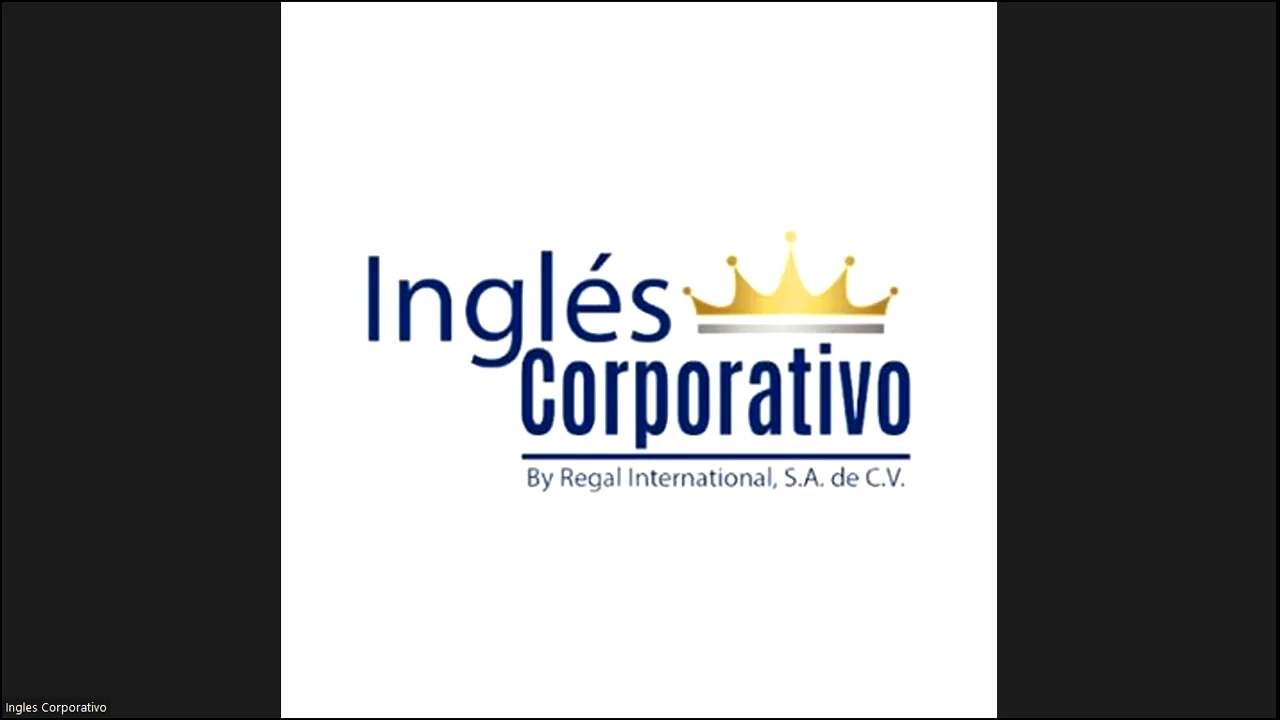 Inglés
Corporativo
By Regal International, S.A. de C.V.
Ingles Corporativo